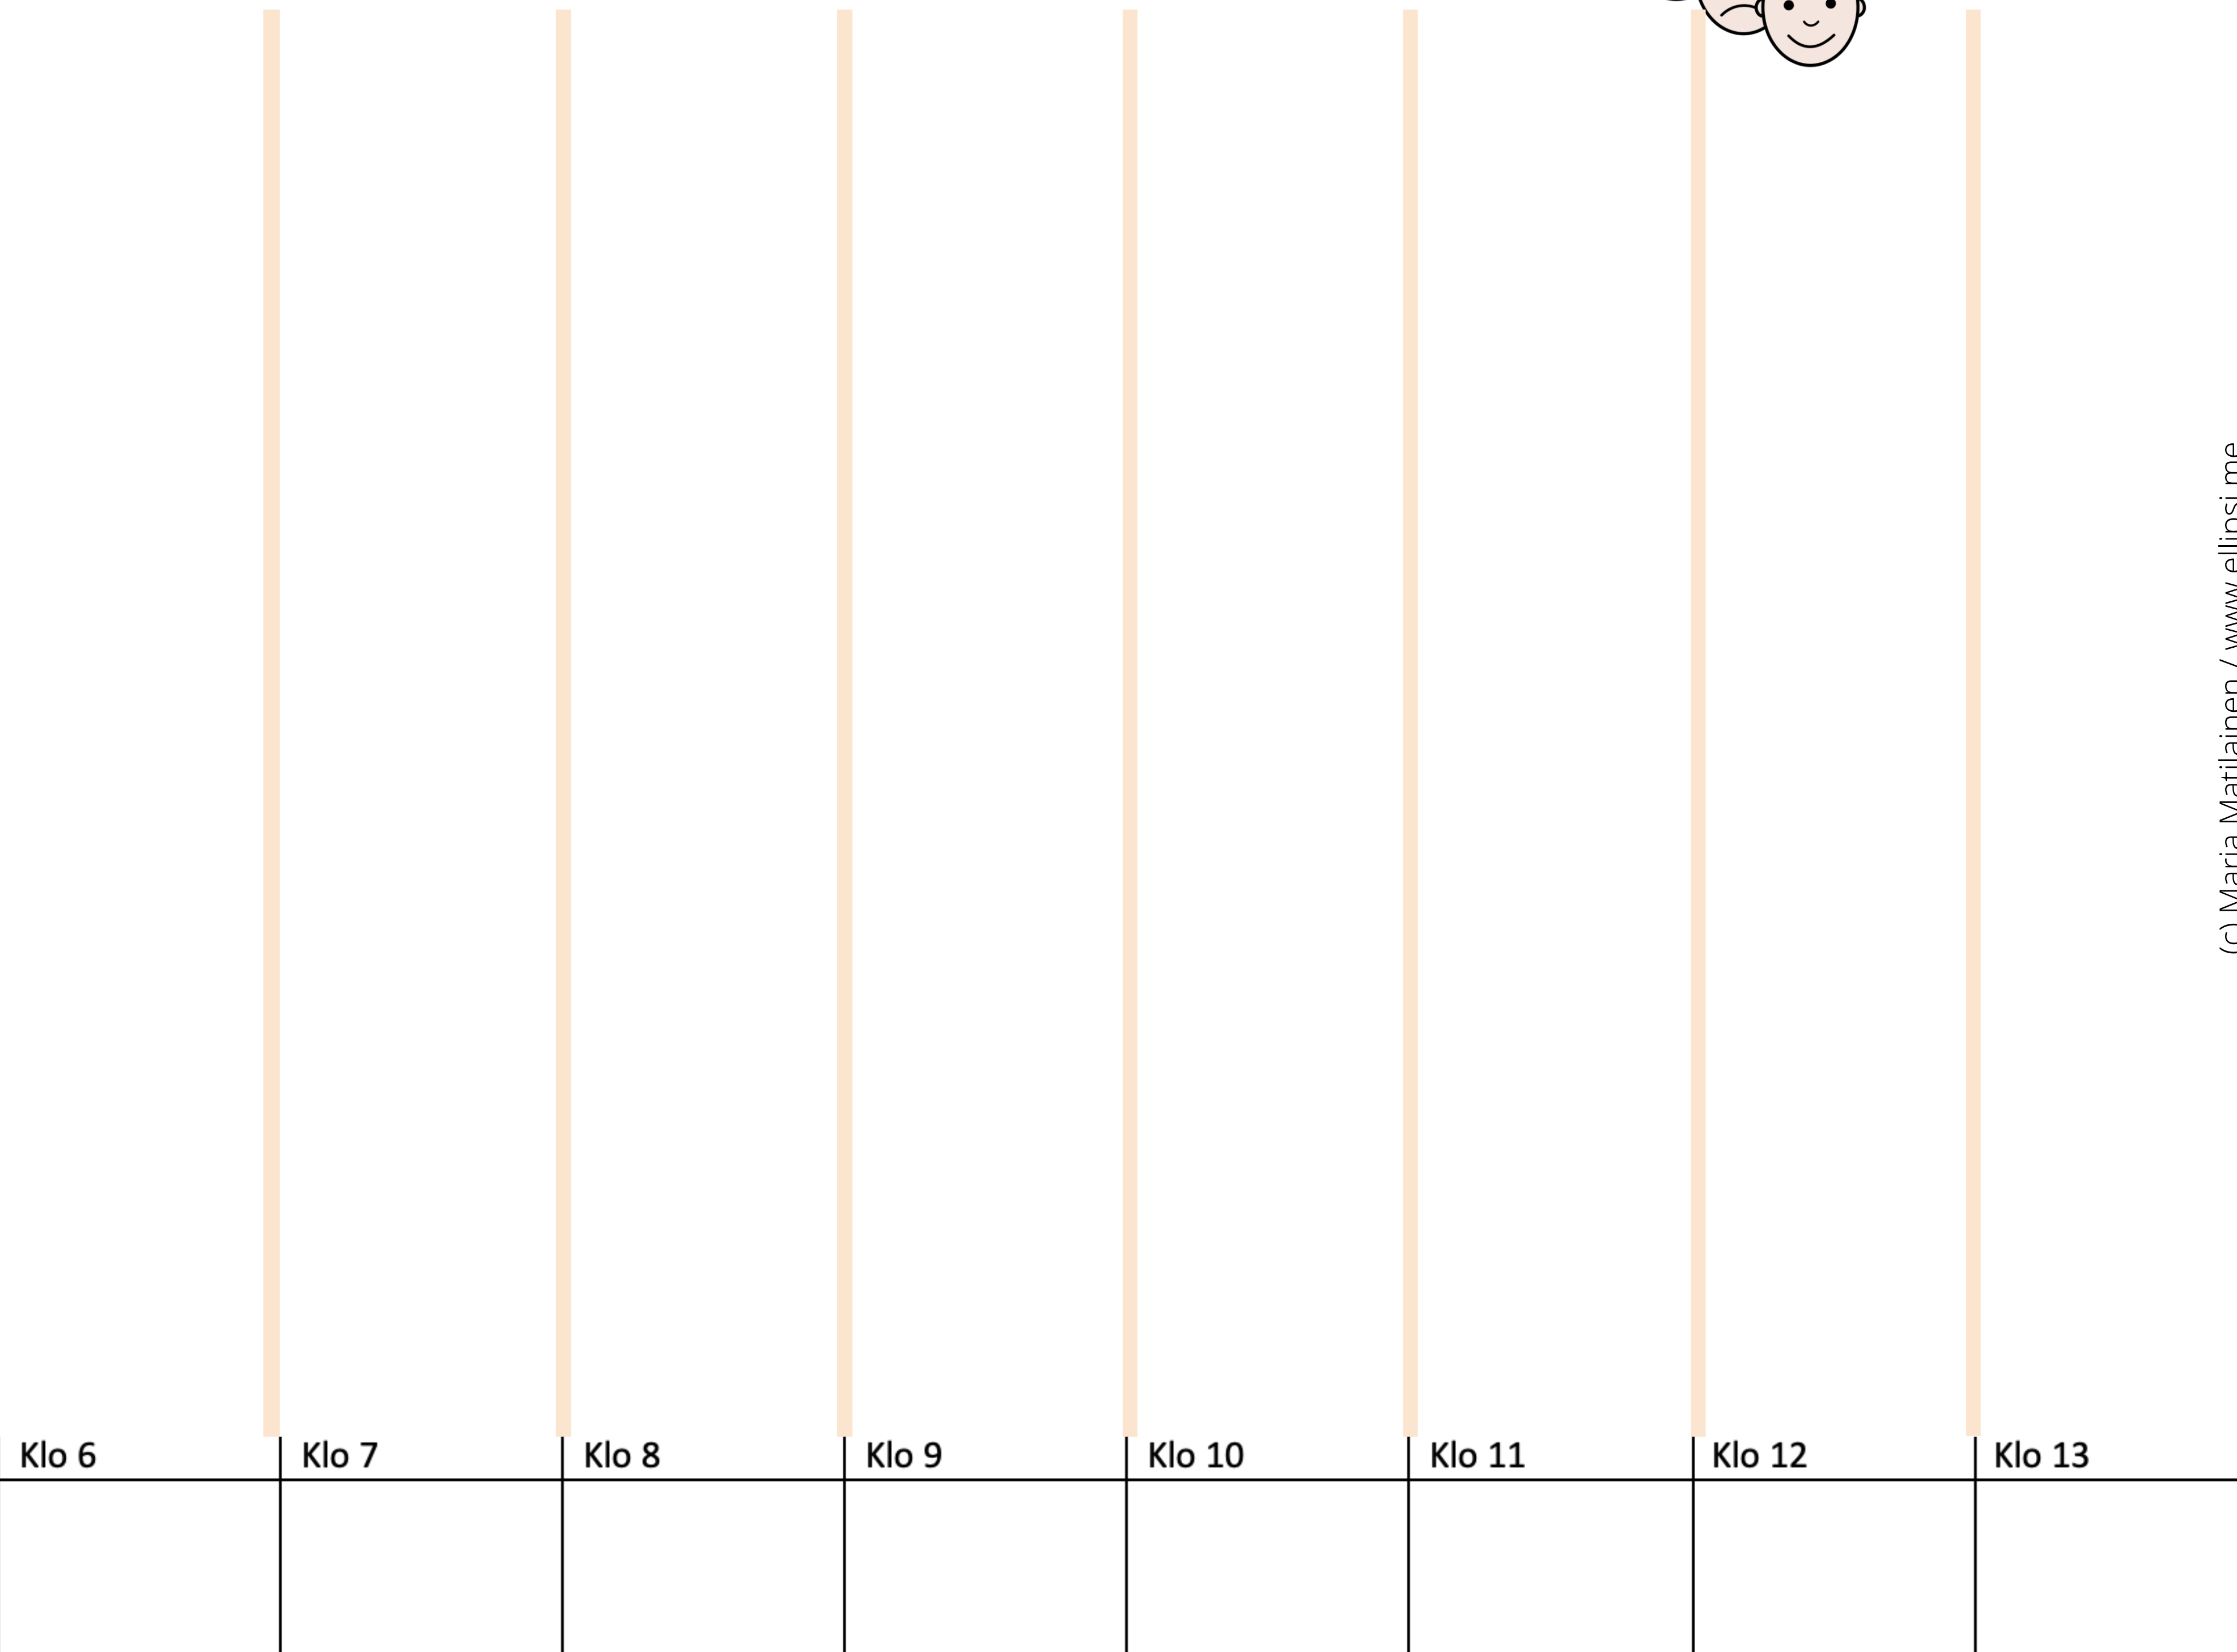 Klo 6
Klo 7
Klo 8
Klo 9
Klo 10
Klo 11
Klo 12
Klo 13
(c) Maria Matilainen / www.ellipsi.me